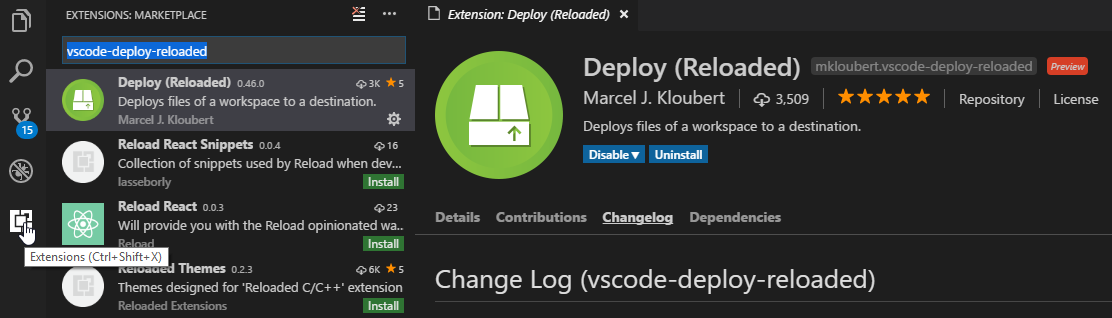 EXTENSIONS: MARKETPLACE
vscode-deploy-reloaded
Deploy (Reloaded) 0.46.0 3K ★ 5
Deploys files of a workspace to a destination.
Marcel J. Kloubert
Reload React Snippets 0.0.4 16
Collection of snippets used by Reload when dev...
lasseborly Install
Reload React 0.0.3 23
Will provide you with the Reload opinionated wa...
Reload Install
Reloaded Themes 0.2.3 6K ★ 5
Themes designed for 'Reloaded C/C++' extension
Reloaded Extensions Install
15
Extensions (Ctrl+Shift+X)
Extension: Deploy (Reloaded) ×
Deploy (Reloaded) mkloubert.vscode-deploy-reloaded Preview
Marcel J. Kloubert 3,509 ★★★★★ Repository License
Deploys files of a workspace to a destination.
Disable▼ Uninstall
Details Contributions Changelog Dependencies
Change Log (vscode-deploy-reloaded)